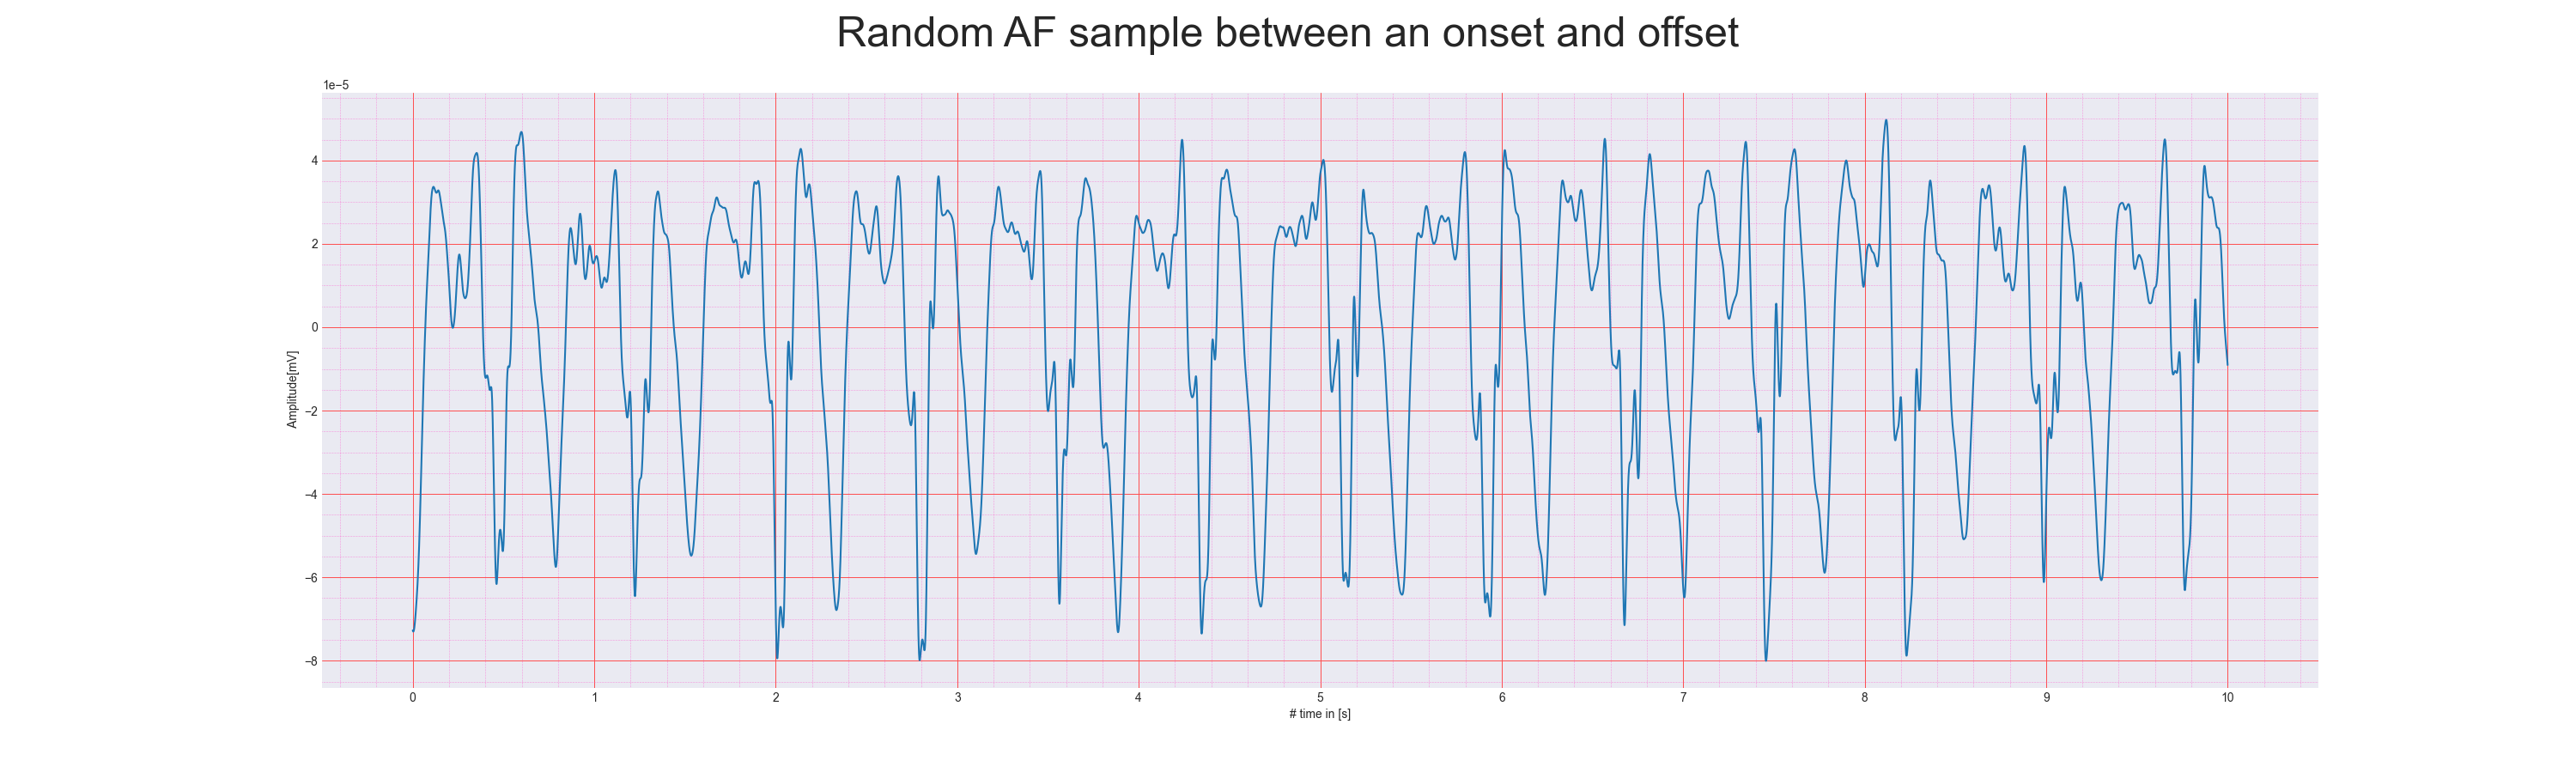 Random AF sample between an onset and offset
1e−5
4
2
0
−2
−4
−6
−8
Amplitude[mV]
0 1 2 3 4 5 6 7 8 9 10
# time in [s]